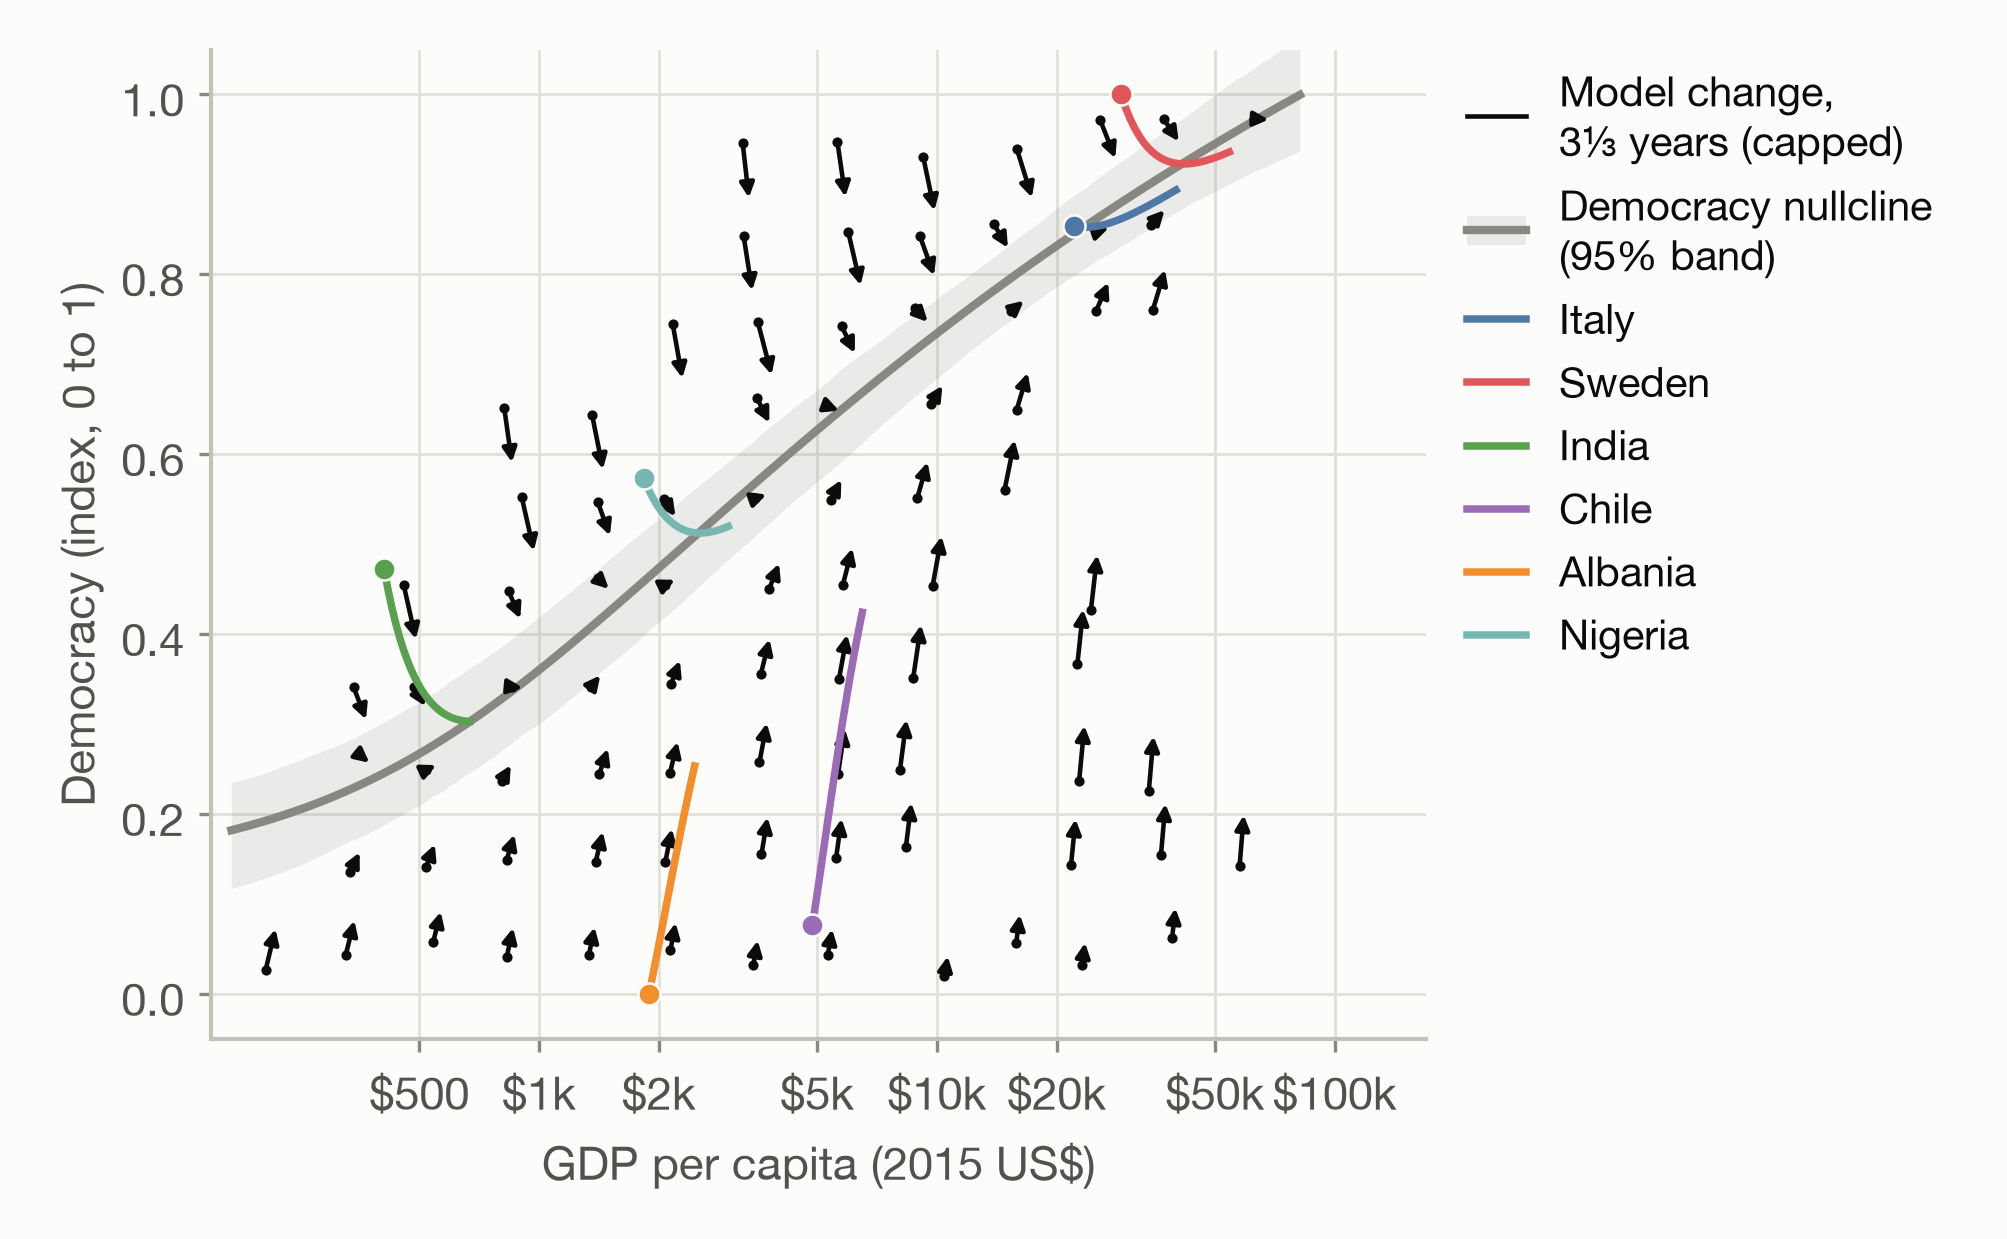 1.0
0.8
0.6
0.4
0.2
0.0
Democracy (index, 0 to 1)
$500 $1k $2k $5k $10k $20k $50k $100k
GDP per capita (2015 US$)
Model change,
3⅓ years (capped)
Democracy nullcline
(95% band)
Italy
Sweden
India
Chile
Albania
Nigeria